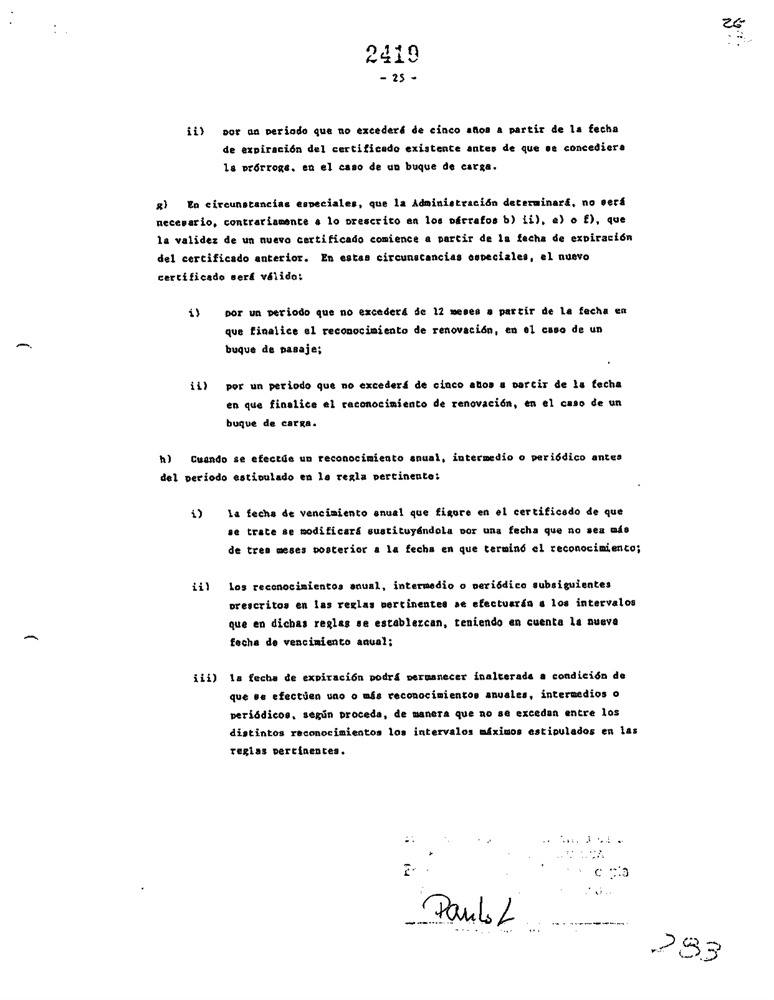 26
2419
- 25 -
ii) por un periodo que no excederá de cinco años a partir de la fecha
de expiración del certificado existente antes de que se concediera
la prórroga, en el caso de un buque de carga.
g) En circunstancias especiales, que la Administración determinará, no será
necesario, contrariamente a lo prescrito en los párrafos b) ii), e) o f), que
la validez de un nuevo certificado comience a partir de la fecha de expiración
del certificado anterior. En estas circunstancias especiales, el nuevo
certificado será válido:
i) por un periodo que no excederá de 12 meses a partir de la fecha en
que finalice el reconocimiento de renovación, en el caso de un
buque de pasaje;
ii) por un periodo que no excederá de cinco años a partir de la fecha
en que finalice el reconocimiento de renovación, en el caso de un
buque de carga.
h) Cuando se efectúe un reconocimiento anual, intermedio o periódico antes
del periodo estipulado en la regla pertinente:
i) la fecha de vencimiento anual que figure en el certificado de que
se trate se modificará sustituyéndola por una fecha que no sea más
de tres meses posterior a la fecha en que terminó el reconocimiento;
ii) los reconocimientos anual, intermedio o periódico subsiguientes
prescritos en las reglas pertinentes se efectuarán a los intervalos
que en dichas reglas se establezcan, teniendo en cuenta la nueva
fecha de vencimiento anual;
iii) la fecha de expiración podrá permanecer inalterada a condición de
que se efectúen uno o más reconocimientos anuales, intermedios o
periódicos, según proceda, de manera que no se excedan entre los
distintos reconocimientos los intervalos máximos estipulados en las
reglas pertinentes.
283